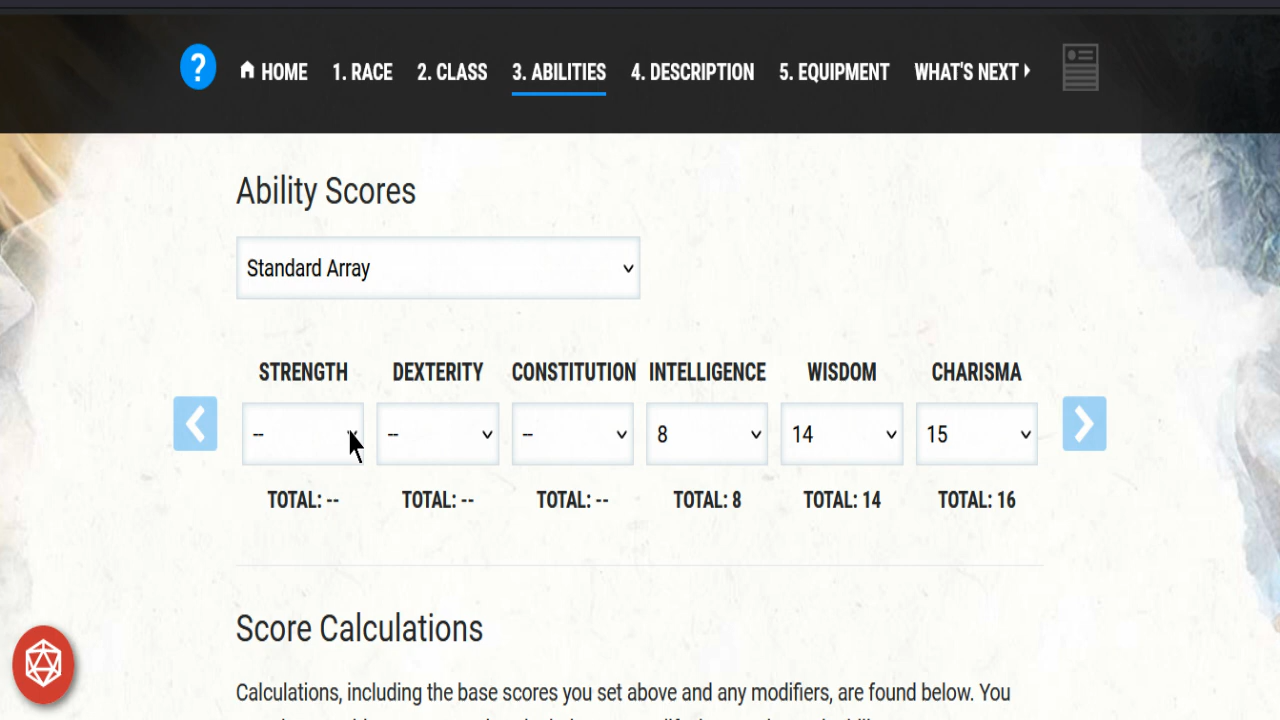 ?
HOME 1. RACE 2. CLASS 3. ABILITIES 4. DESCRIPTION 5. EQUIPMENT WHAT'S NEXT
Ability Scores
Standard Array
STRENGTH DEXTERITY CONSTITUTION INTELLIGENCE WISDOM CHARISMA
-- -- -- 8 14 15
TOTAL: -- TOTAL: -- TOTAL: -- TOTAL: 8 TOTAL: 14 TOTAL: 16
Score Calculations
Calculations, including the base scores you set above and any modifiers, are found below. You